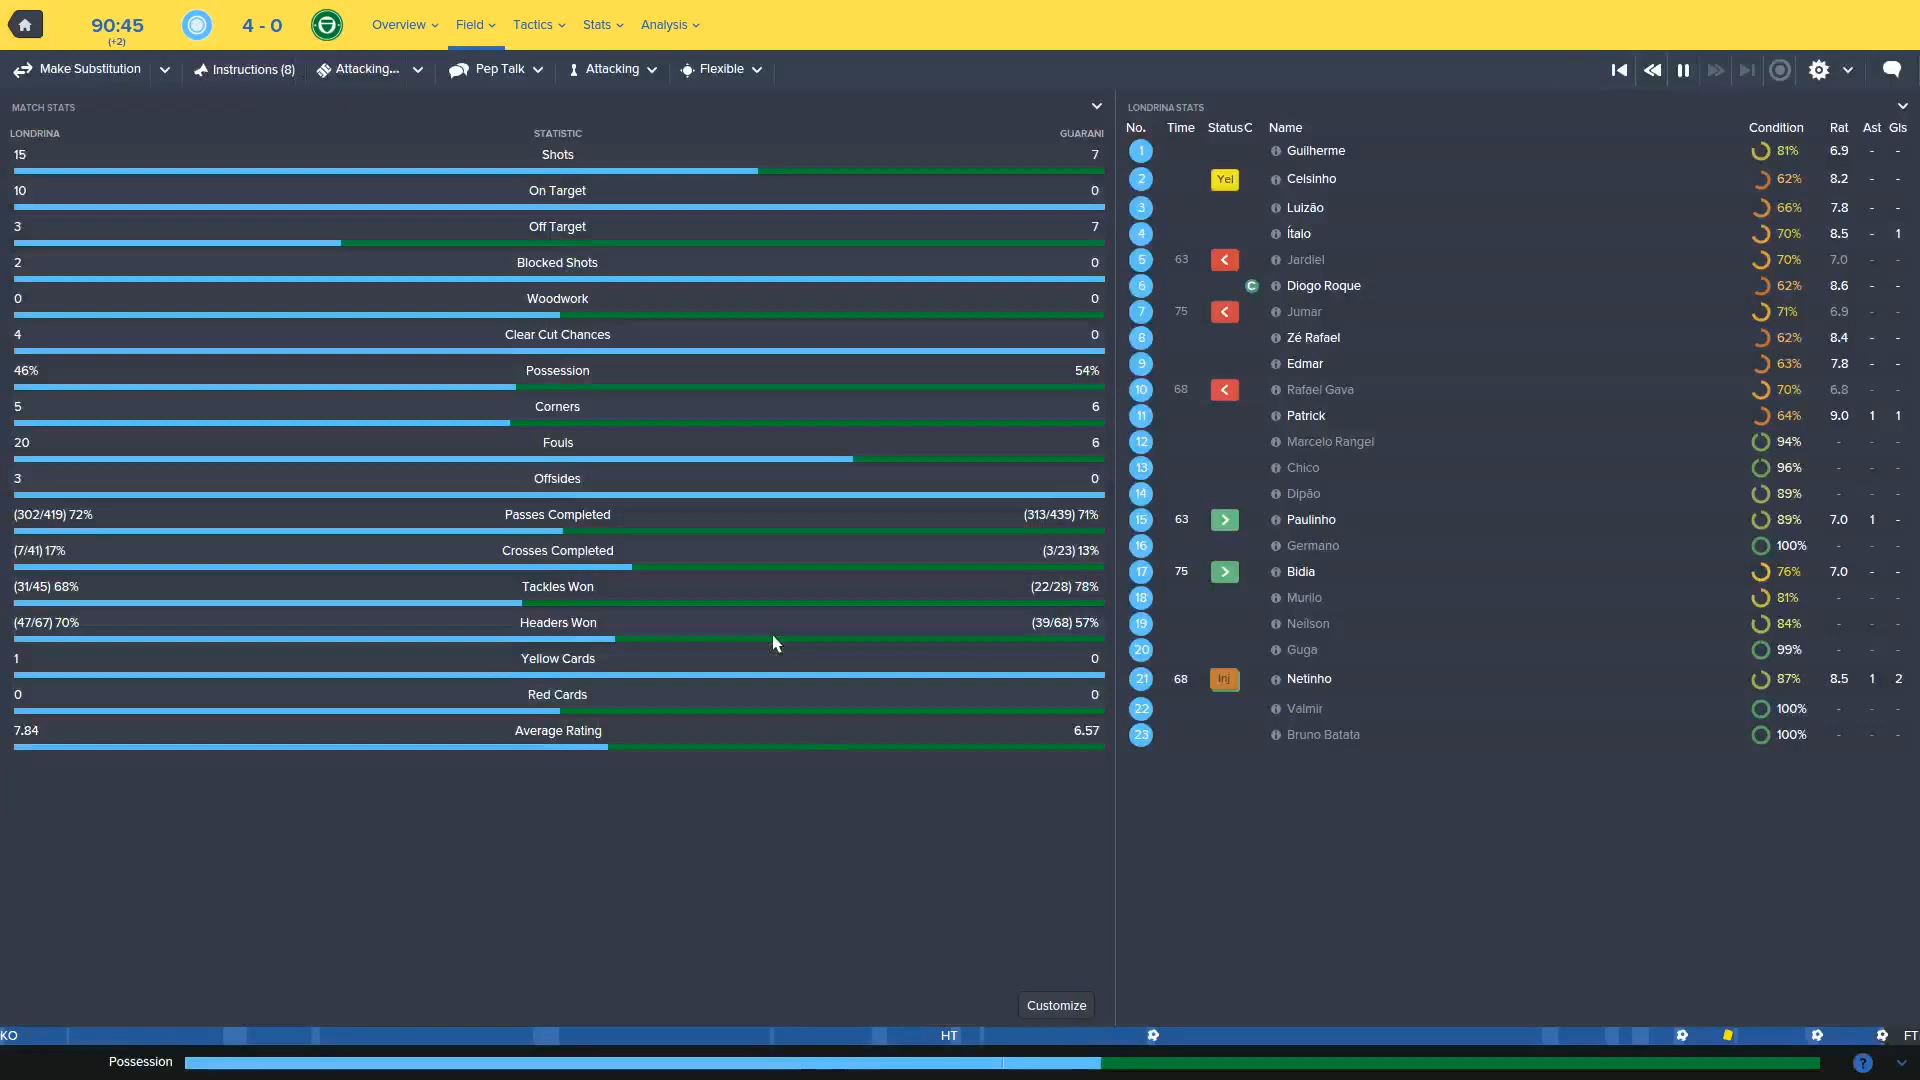 90:45
(+2)
4 - 0
Overview Field Tactics Stats Analysis
Make Substitution Instructions (8) Attacking... Pep Talk Attacking Flexible
MATCH STATS
LONDRINA STATISTIC GUARANI
15 Shots 7
10 On Target 0
3 Off Target 7
2 Blocked Shots 0
0 Woodwork 0
4 Clear Cut Chances 0
46% Possession 54%
5 Corners 6
20 Fouls 6
3 Offsides 0
(302/419) 72% Passes Completed (313/439) 71%
(7/41) 17% Crosses Completed (3/23) 13%
(31/45) 68% Tackles Won (22/28) 78%
(47/67) 70% Headers Won (39/68) 57%
1 Yellow Cards 0
0 Red Cards 0
7.84 Average Rating 6.57
Customize
LONDRINA STATS
No. Time Status C Name Condition Rat Ast Gls
1 Guilherme 81% 6.9 - -
2 Yel Celsinho 62% 8.2 - -
3 Luizão 66% 7.8 - -
4 Ítalo 70% 8.5 - 1
5 63 Jardiel 70% 7.0 - -
6 C Diogo Roque 62% 8.6 - -
7 75 Jumar 71% 6.9 - -
8 Zé Rafael 62% 8.4 - -
9 Edmar 63% 7.8 - -
10 68 Rafael Gava 70% 6.8 - -
11 Patrick 64% 9.0 1 1
12 Marcelo Rangel 94% - - -
13 Chico 96% - - -
14 Dipão 89% - - -
15 63 Paulinho 89% 7.0 1 -
16 Germano 100% - - -
17 75 Bidia 76% 7.0 - -
18 Murilo 81% - - -
19 Neilson 84% - - -
20 Guga 99% - - -
21 68 Inj Netinho 87% 8.5 1 2
22 Valmir 100% - - -
23 Bruno Batata 100% - - -
KO HT FT
Possession ?